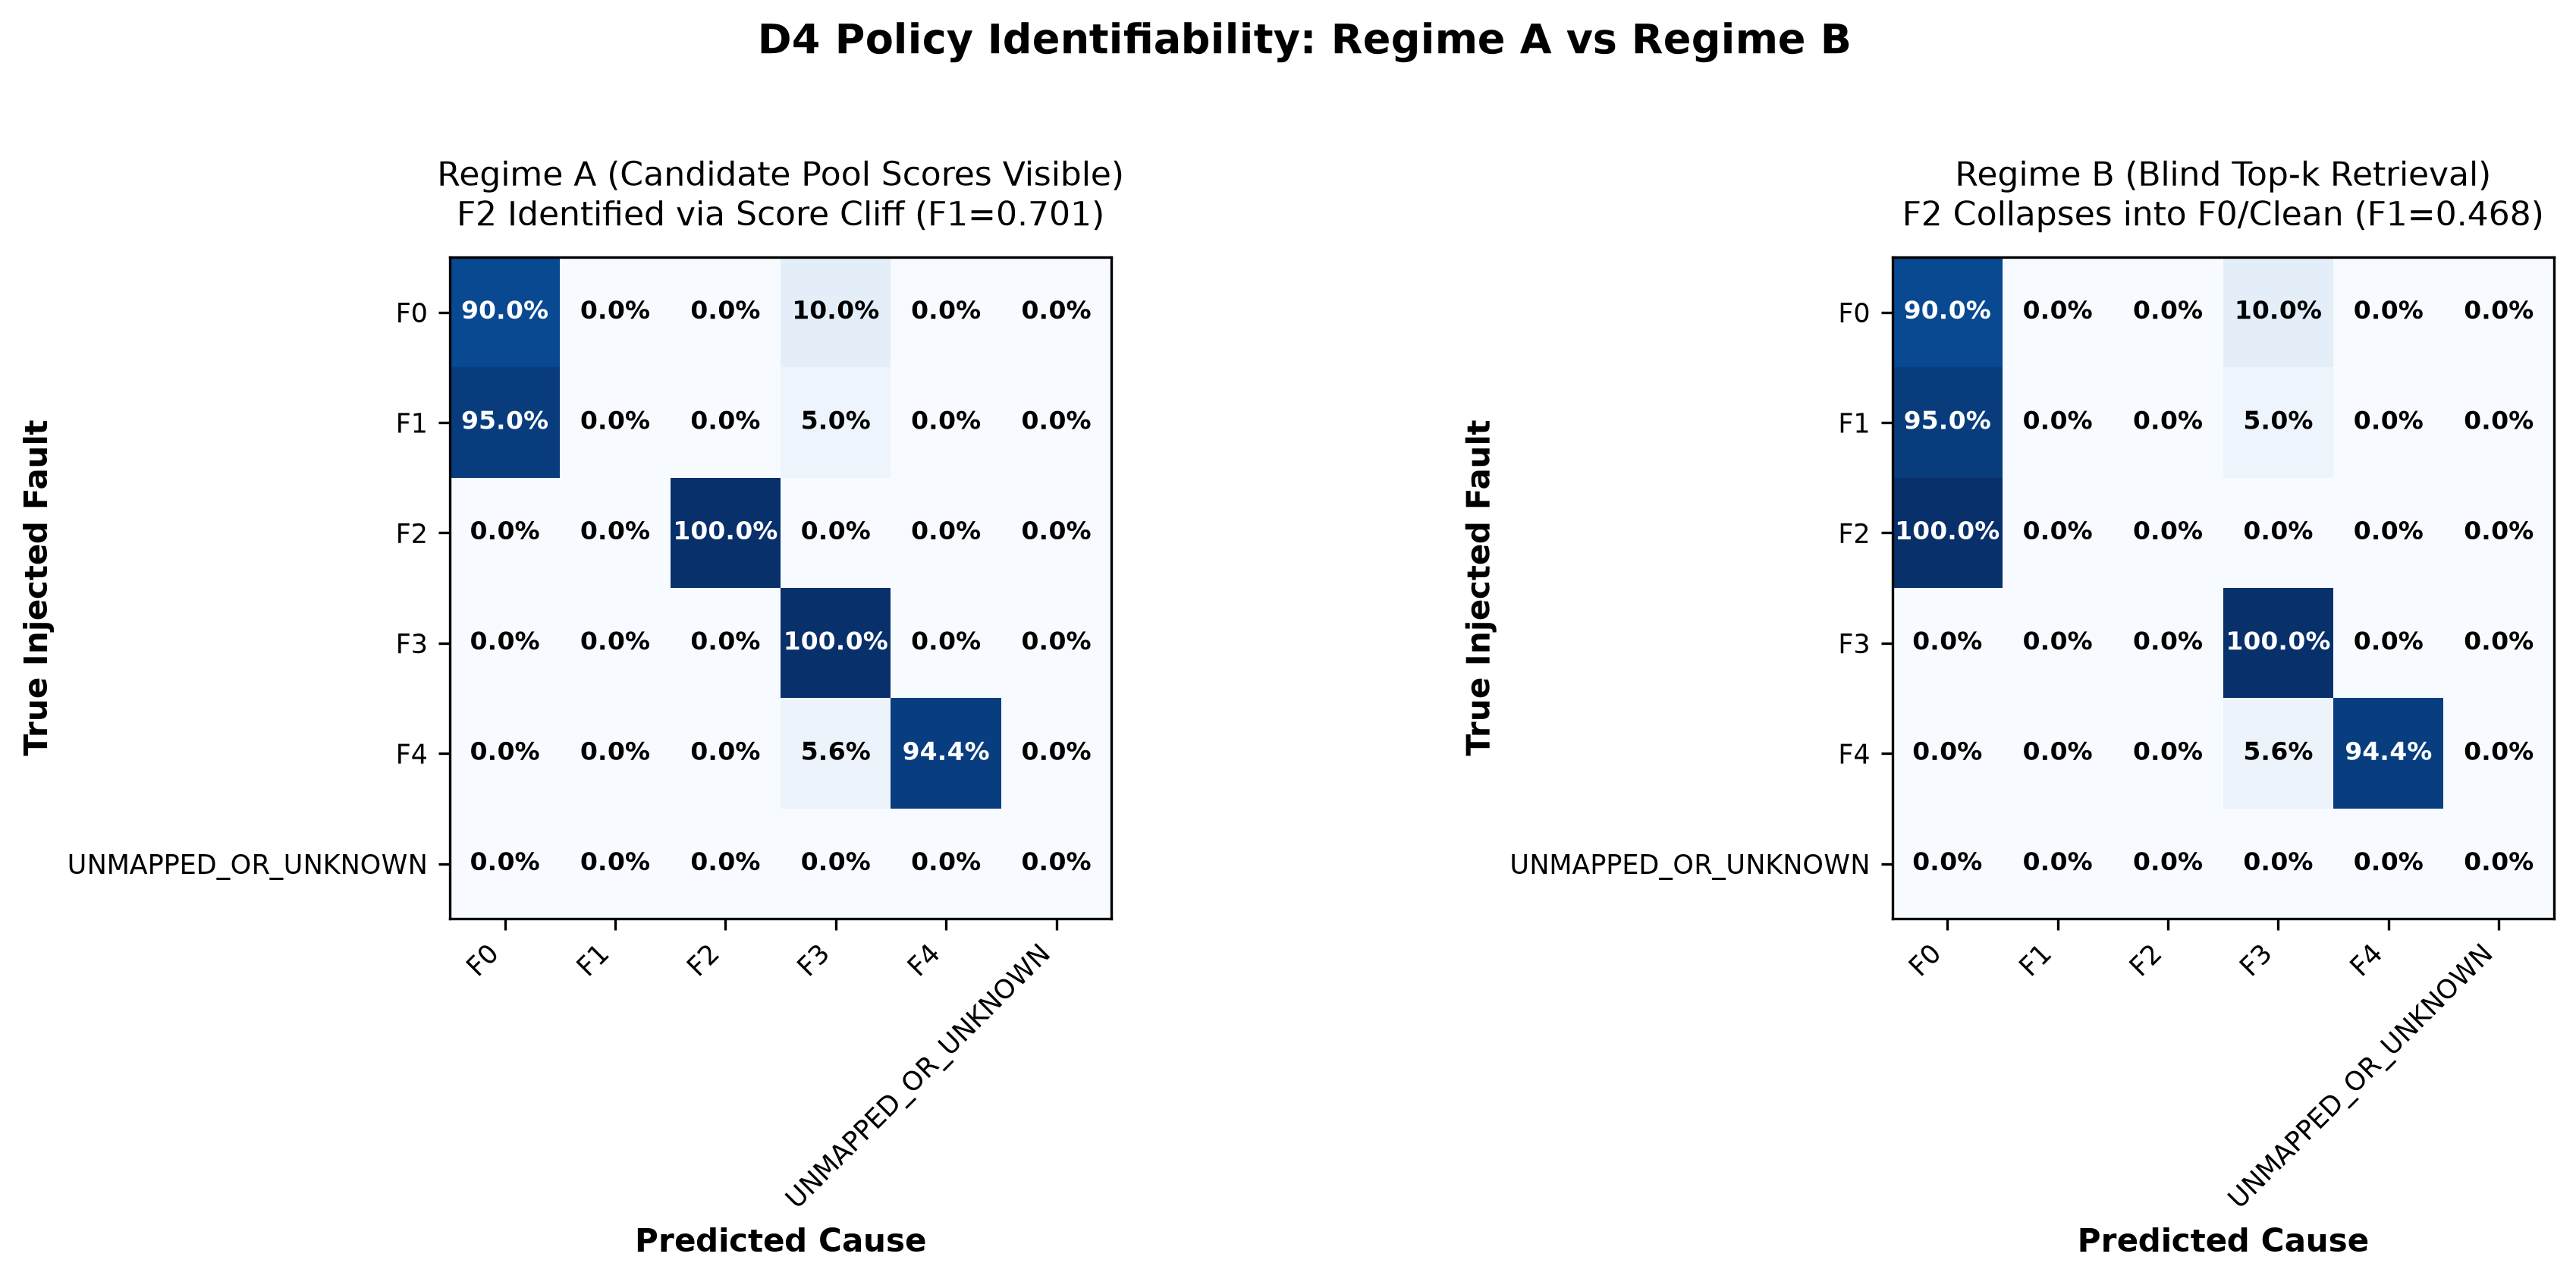 D4 Policy Identifiability: Regime A vs Regime B
Regime A (Candidate Pool Scores Visible)
F2 Identified via Score Cliff (F1=0.701)
True Injected Fault
F0 90.0% 0.0% 0.0% 10.0% 0.0% 0.0%
F1 95.0% 0.0% 0.0% 5.0% 0.0% 0.0%
F2 0.0% 0.0% 100.0% 0.0% 0.0% 0.0%
F3 0.0% 0.0% 0.0% 100.0% 0.0% 0.0%
F4 0.0% 0.0% 0.0% 5.6% 94.4% 0.0%
UNMAPPED_OR_UNKNOWN 0.0% 0.0% 0.0% 0.0% 0.0% 0.0%
F0 F1 F2 F3 F4 UNMAPPED_OR_UNKNOWN
Predicted Cause
Regime B (Blind Top-k Retrieval)
F2 Collapses into F0/Clean (F1=0.468)
True Injected Fault
F0 90.0% 0.0% 0.0% 10.0% 0.0% 0.0%
F1 95.0% 0.0% 0.0% 5.0% 0.0% 0.0%
F2 100.0% 0.0% 0.0% 0.0% 0.0% 0.0%
F3 0.0% 0.0% 0.0% 100.0% 0.0% 0.0%
F4 0.0% 0.0% 0.0% 5.6% 94.4% 0.0%
UNMAPPED_OR_UNKNOWN 0.0% 0.0% 0.0% 0.0% 0.0% 0.0%
F0 F1 F2 F3 F4 UNMAPPED_OR_UNKNOWN
Predicted Cause